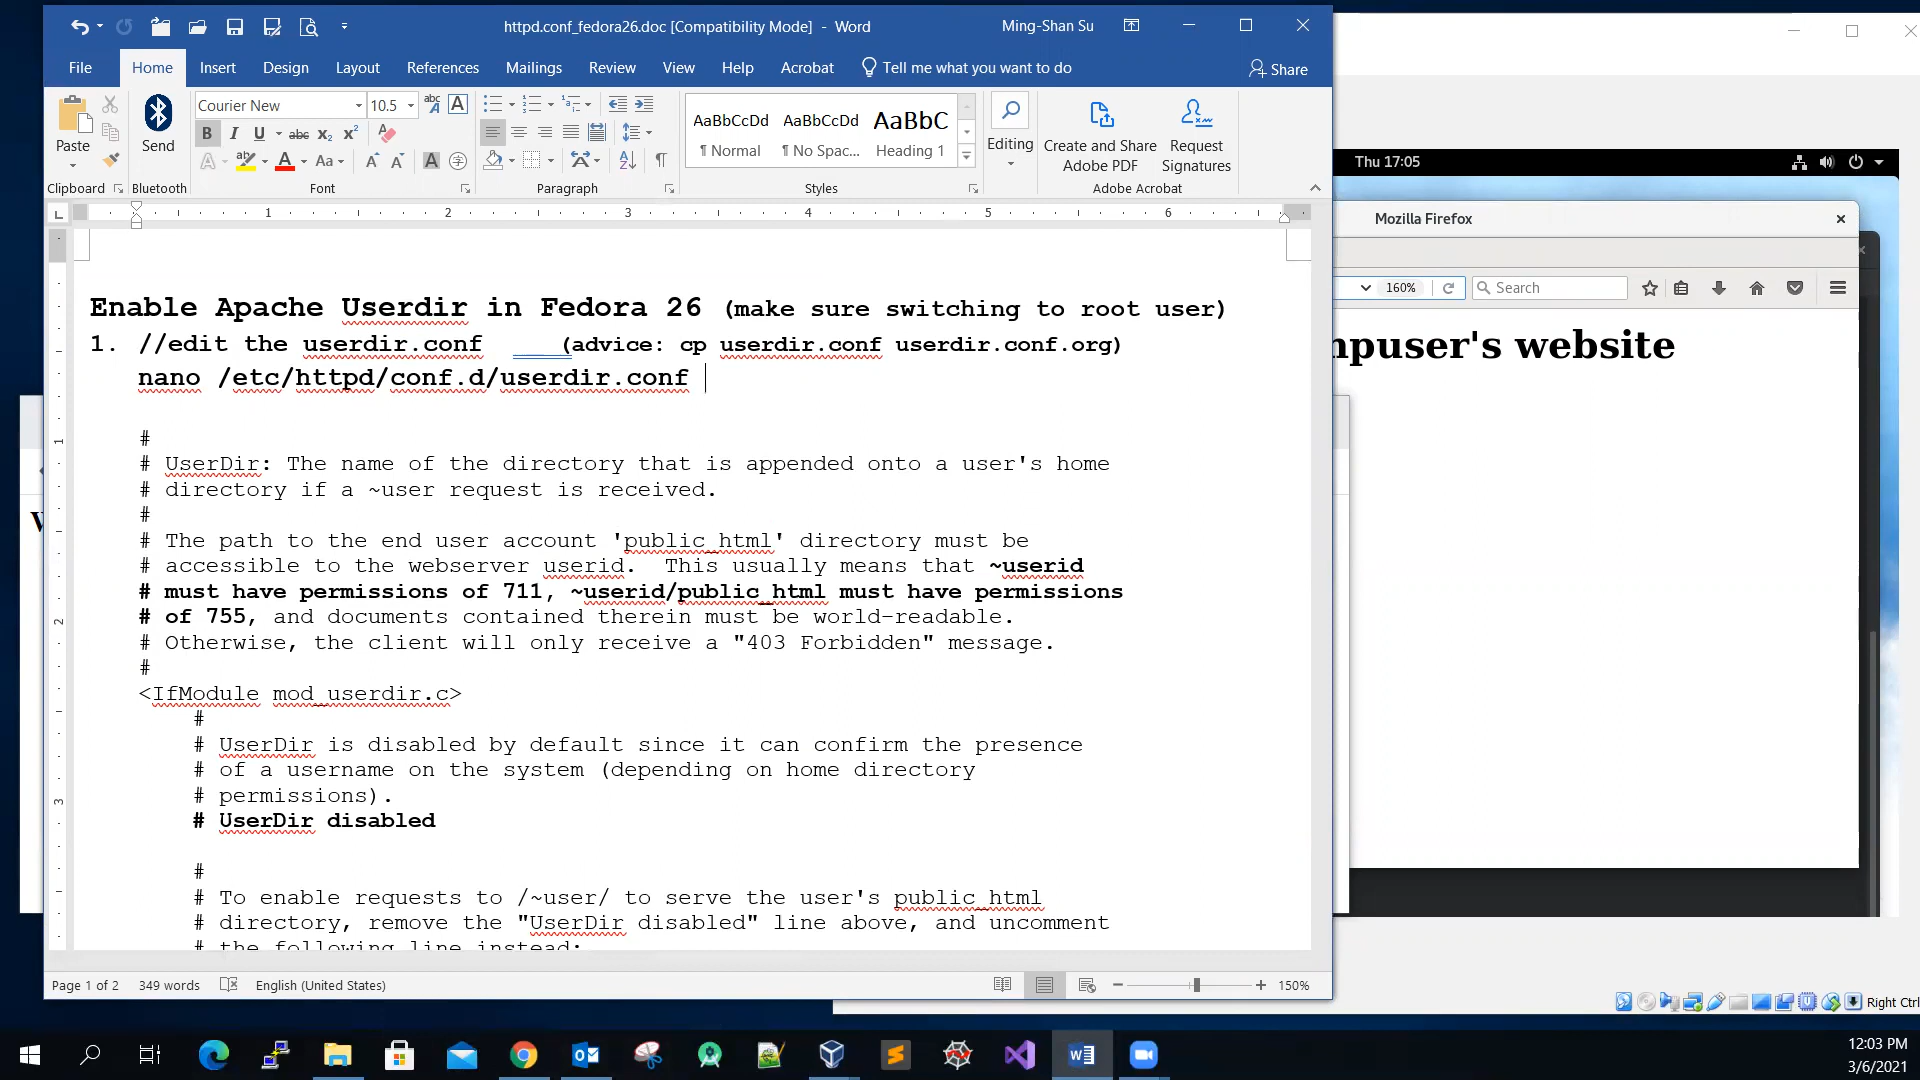 httpd.conf_fedora26.doc [Compatibility Mode] - Word
Ming-Shan Su
File Home Insert Design Layout References Mailings Review View Help Acrobat Tell me what you want to do Share
Courier New 10.5
Paste
Send
AaBbCcDd AaBbCcDd AaBbC
¶ Normal ¶ No Spac... Heading 1
Editing
Create and Share Adobe PDF
Request Signatures
Clipboard Bluetooth Font Paragraph Styles Adobe Acrobat
1 2 3 4 5 6
Enable Apache Userdir in Fedora 26 (make sure switching to root user)
1. //edit the userdir.conf (advice: cp userdir.conf userdir.conf.org)
nano /etc/httpd/conf.d/userdir.conf
#
# UserDir: The name of the directory that is appended onto a user's home
# directory if a ~user request is received.
#
# The path to the end user account 'public_html' directory must be
# accessible to the webserver userid. This usually means that ~userid
# must have permissions of 711, ~userid/public_html must have permissions
# of 755, and documents contained therein must be world-readable.
# Otherwise, the client will only receive a "403 Forbidden" message.
#
<IfModule mod_userdir.c>
#
# UserDir is disabled by default since it can confirm the presence
# of a username on the system (depending on home directory
# permissions).
# UserDir disabled
#
# To enable requests to /~user/ to serve the user's public_html
# directory, remove the "UserDir disabled" line above, and uncomment
# the following line instead:
Page 1 of 2 349 words English (United States) 150%
Thu 17:05
Mozilla Firefox
160% Search
mpuser's website
Right Ctrl
12:03 PM
3/6/2021